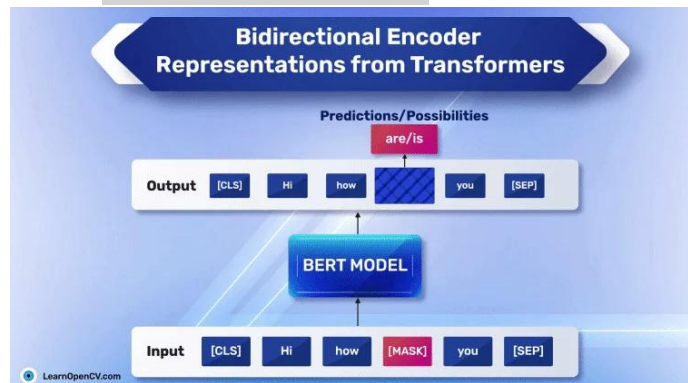 Bidirectional Encoder
Representations from Transformers
Predictions/Possibilities
are/is
Output [CLS] Hi how you [SEP]
BERT MODEL
Input [CLS] Hi how [MASK] you [SEP]
LearnOpenCV.com